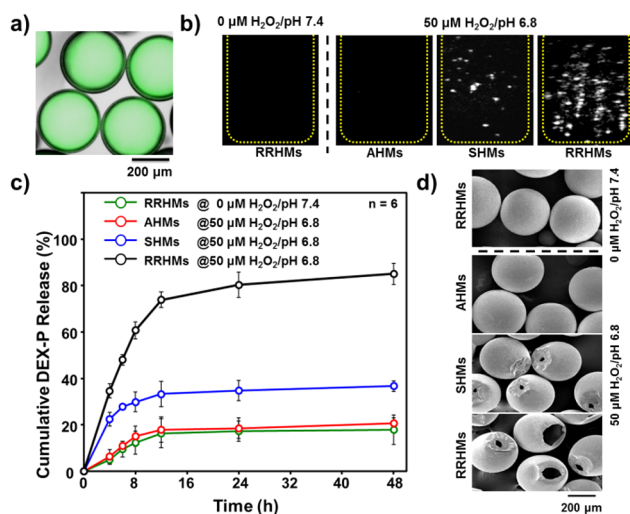 a)
200 µm
b)
0 µM H₂O₂/pH 7.4
50 µM H₂O₂/pH 6.8
RRHMs
AHMs
SHMs
RRHMs
c)
RRHMs @ 0 µM H₂O₂/pH 7.4
n = 6
AHMs @50 µM H₂O₂/pH 6.8
SHMs @50 µM H₂O₂/pH 6.8
RRHMs @50 µM H₂O₂/pH 6.8
Cumulative DEX-P Release (%)
100
80
60
40
20
0
0
8
16
24
32
40
48
Time (h)
d)
RRHMs
0 µM H₂O₂/pH 7.4
AHMs
SHMs
RRHMs
50 µM H₂O₂/pH 6.8
200 µm